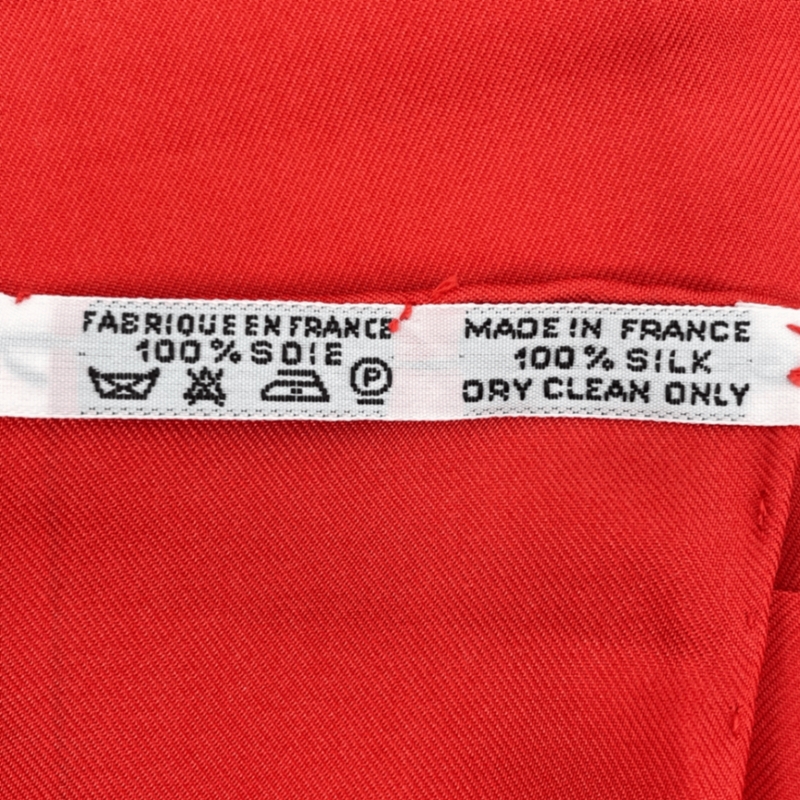 FABRIQUE EN FRANCE
100% SOIE
P
MADE IN FRANCE
100% SILK
DRY CLEAN ONLY